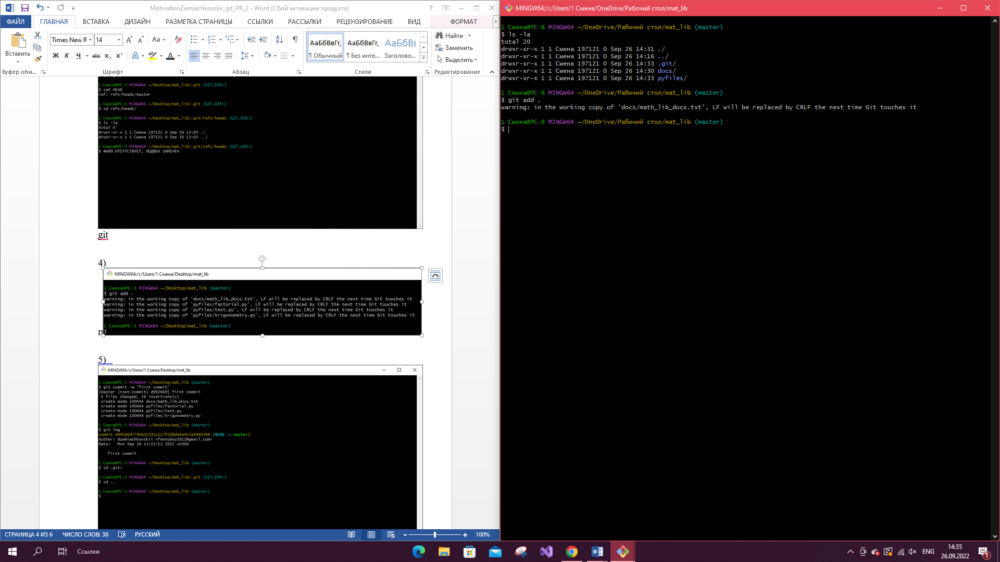 MohnatkinZemiachkovskii_git_PR_2 - Word (Сбой активации продукта)
ФАЙЛ ГЛАВНАЯ ВСТАВКА ДИЗАЙН РАЗМЕТКА СТРАНИЦЫ ССЫЛКИ РАССЫЛКИ РЕЦЕНЗИРОВАНИЕ ВИД ФОРМАТ
Вставить
Times New R 14
Аа
Ж К Ч abc x₂ x²
АаБбВвГг, АаБбВвГг, АаБбВвІ
¶ Обычный ¶ Без инте... Заголово...
Найти
Заменить
Выделить
Буфер обм... Шрифт Абзац Стили Редактирование
1 Смена@PC-3 MINGW64 ~/Desktop/mat_lib/.git (GIT_DIR!)
$ cat HEAD
ref: refs/heads/master
1 Смена@PC-3 MINGW64 ~/Desktop/mat_lib/.git (GIT_DIR!)
$ cd refs/heads/
1 Смена@PC-3 MINGW64 ~/Desktop/mat_lib/.git/refs/heads (GIT_DIR!)
$ ls -la
total 0
drwxr-xr-x 1 1 Смена 197121 0 Sep 26 13:03 ./
drwxr-xr-x 1 1 Смена 197121 0 Sep 26 13:03 ../
1 Смена@PC-3 MINGW64 ~/Desktop/mat_lib/.git/refs/heads (GIT_DIR!)
$ ФАЙЛ ОТСУТСТВУЕТ, ПОДВОХ ЗАМЕЧЕН
git
4)
MINGW64:/c/Users/1 Смена/Desktop/mat_lib
1 Смена@PC-3 MINGW64 ~/Desktop/mat_lib (master)
$ git add .
warning: in the working copy of 'docs/math_lib_docs.txt', LF will be replaced by CRLF the next time Git touches it
warning: in the working copy of 'pyfiles/factorial.py', LF will be replaced by CRLF the next time Git touches it
warning: in the working copy of 'pyfiles/test.py', LF will be replaced by CRLF the next time Git touches it
warning: in the working copy of 'pyfiles/trigonometry.py', LF will be replaced by CRLF the next time Git touches it
1 Смена@PC-3 MINGW64 ~/Desktop/mat_lib (master)
$
5)
MINGW64:/c/Users/1 Смена/Desktop/mat_lib
1 Смена@PC-3 MINGW64 ~/Desktop/mat_lib (master)
$ git commit -m "first commit"
[master (root-commit) d992669] first commit
4 files changed, 26 insertions(+)
create mode 100644 docs/math_lib_docs.txt
create mode 100644 pyfiles/factorial.py
create mode 100644 pyfiles/test.py
create mode 100644 pyfiles/trigonometry.py
1 Смена@PC-3 MINGW64 ~/Desktop/mat_lib (master)
$ git log
commit d9926697790e31335c117f588d44a453a9964388 (HEAD -> master)
Author: dzemiachkovskii <fennyboy2012@gmail.com>
Date: Mon Sep 26 13:22:53 2022 +0300
first commit
1 Смена@PC-3 MINGW64 ~/Desktop/mat_lib (master)
$ cd .git/
1 Смена@PC-3 MINGW64 ~/Desktop/mat_lib/.git (GIT_DIR!)
$ cd ..
1 Смена@PC-3 MINGW64 ~/Desktop/mat_lib (master)
$
СТРАНИЦА 4 ИЗ 6 ЧИСЛО СЛОВ: 38 РУССКИЙ 100%
MINGW64:/c/Users/1 Смена/OneDrive/Рабочий стол/mat_lib
1 Смена@PC-8 MINGW64 ~/OneDrive/Рабочий стол/mat_lib (master)
$ ls -la
total 20
drwxr-xr-x 1 1 Смена 197121 0 Sep 26 14:31 ./
drwxr-xr-x 1 1 Смена 197121 0 Sep 26 14:16 ../
drwxr-xr-x 1 1 Смена 197121 0 Sep 26 14:33 .git/
drwxr-xr-x 1 1 Смена 197121 0 Sep 26 14:30 docs/
drwxr-xr-x 1 1 Смена 197121 0 Sep 26 14:33 pyfiles/
1 Смена@PC-8 MINGW64 ~/OneDrive/Рабочий стол/mat_lib (master)
$ git add .
warning: in the working copy of 'docs/math_lib_docs.txt', LF will be replaced by CRLF the next time Git touches it
1 Смена@PC-8 MINGW64 ~/OneDrive/Рабочий стол/mat_lib (master)
$
Ссылки
ENG
14:35
26.09.2022
1